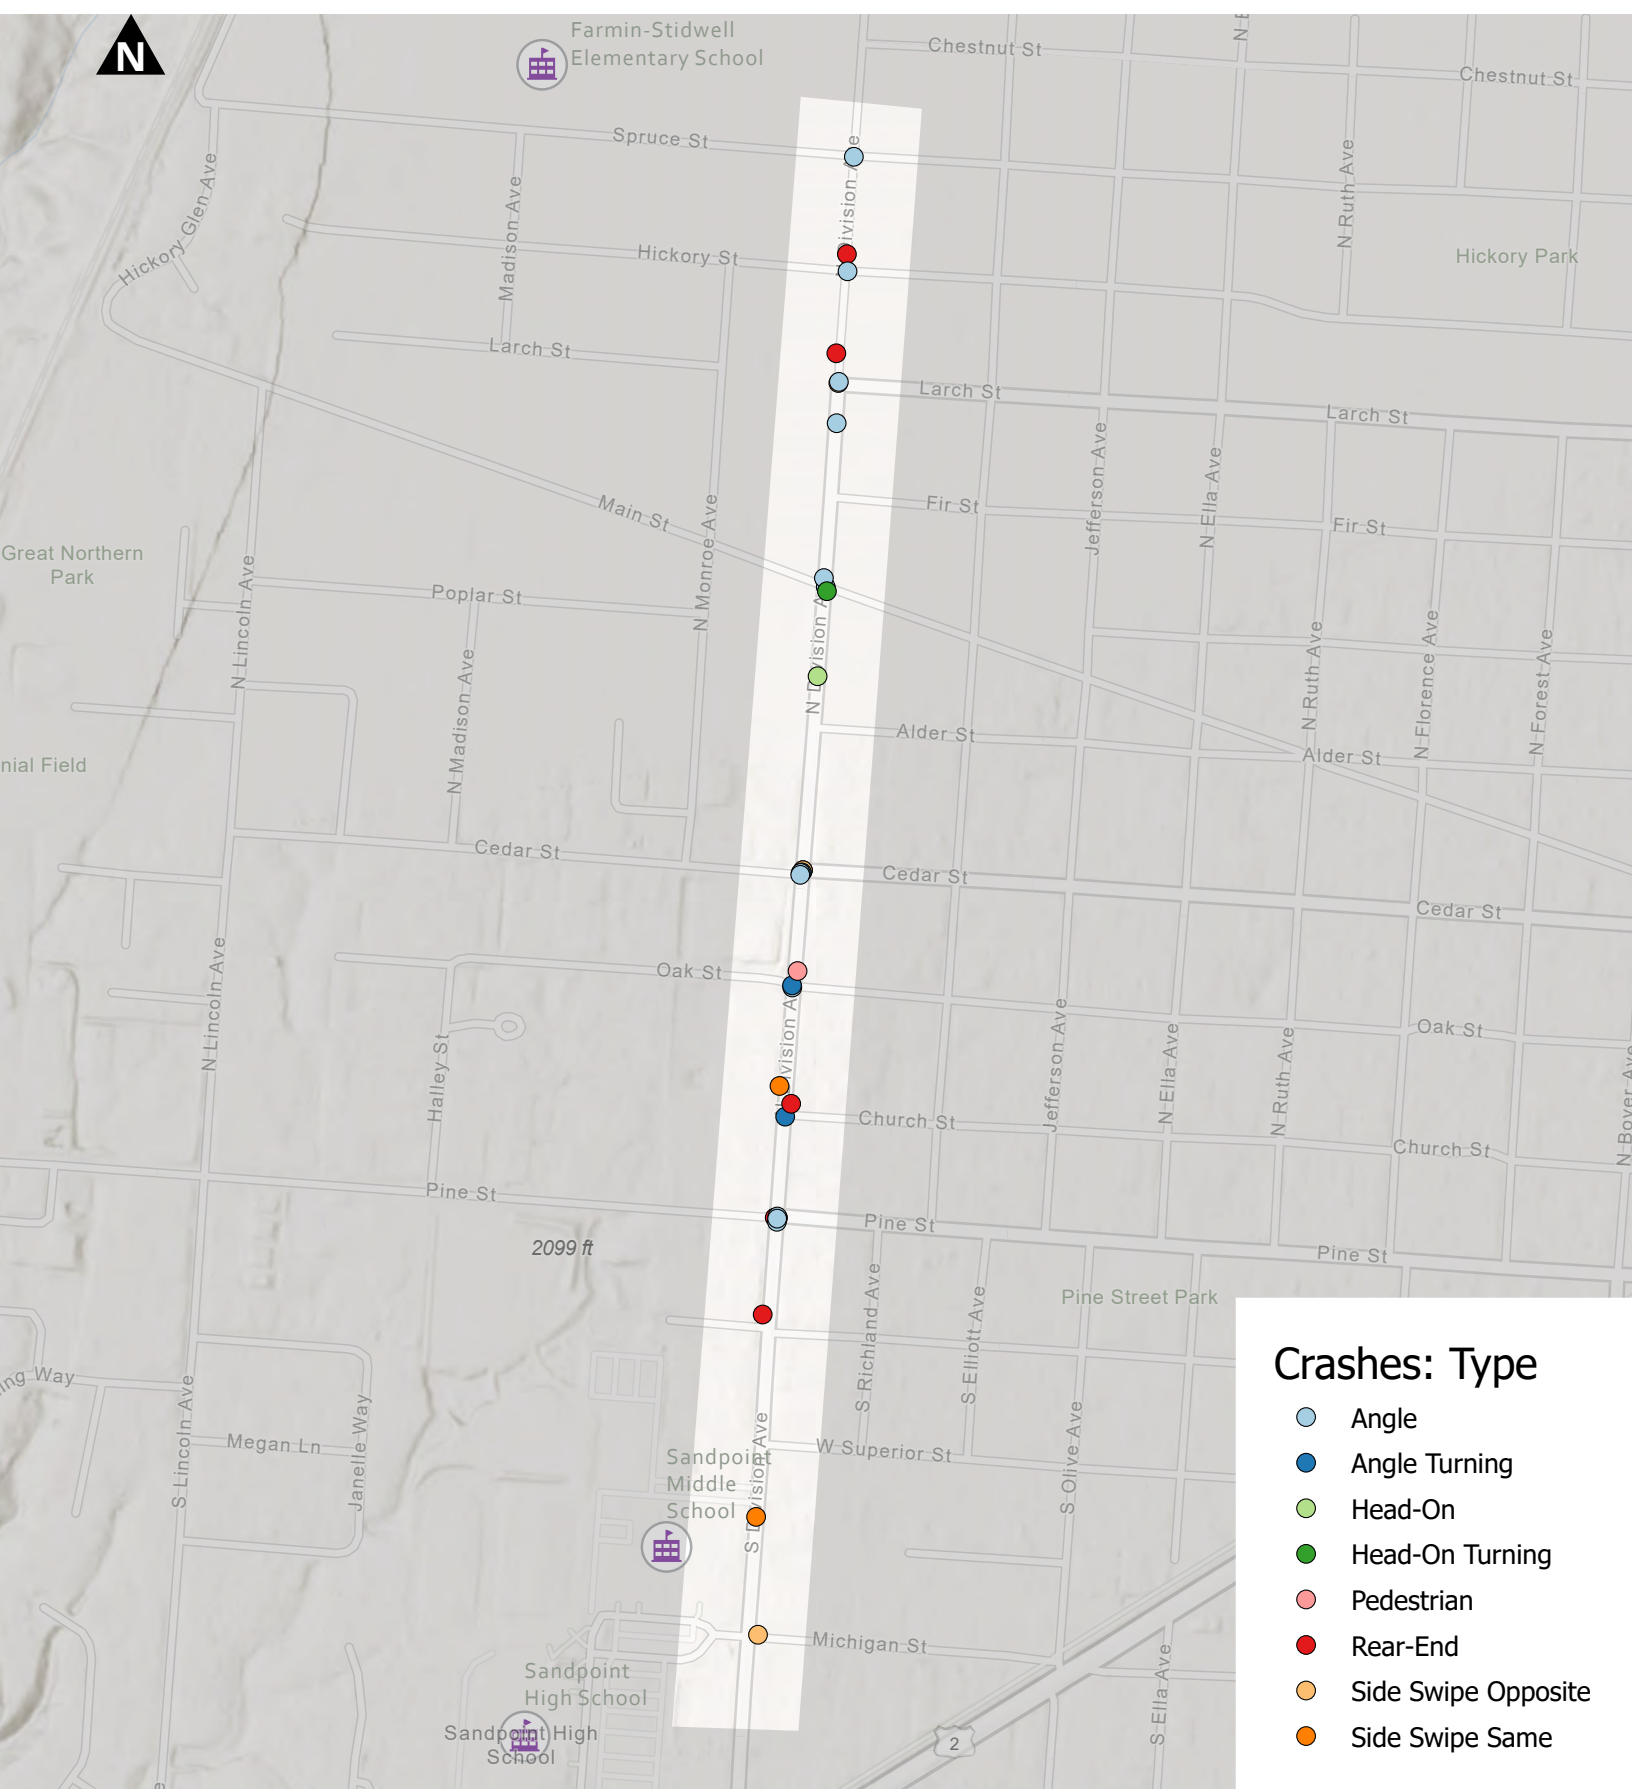 N
Farmin-Stidwell
Elementary School
Chestnut St
Chestnut St
Spruce St
Hickory Glen Ave
Madison Ave
N Ruth Ave
Hickory St
Hickory Park
Larch St
Larch St
Larch St
Jefferson Ave
N Ella Ave
Main St
N Monroe Ave
Fir St
Fir St
Great Northern
Park
N Lincoln Ave
Poplar St
N Division Ave
N Madison Ave
N Ruth Ave
N Florence Ave
N Forest Ave
Alder St
Alder St
nial Field
Cedar St
Cedar St
Cedar St
N Lincoln Ave
Oak St
Oak St
Halley St
Jefferson Ave
N Ella Ave
N Ruth Ave
N Boyer Ave
Church St
Church St
Pine St
Pine St
Pine St
2099 ft
S Richland Ave
S Elliott Ave
Pine Street Park
ing Way
S Lincoln Ave
Megan Ln
Janelle Way
S Division Ave
W Superior St
S Olive Ave
Sandpoint
Middle
School
Michigan St
S Ella Ave
Sandpoint
High School
Sandpoint High
School
2
Crashes: Type
Angle
Angle Turning
Head-On
Head-On Turning
Pedestrian
Rear-End
Side Swipe Opposite
Side Swipe Same